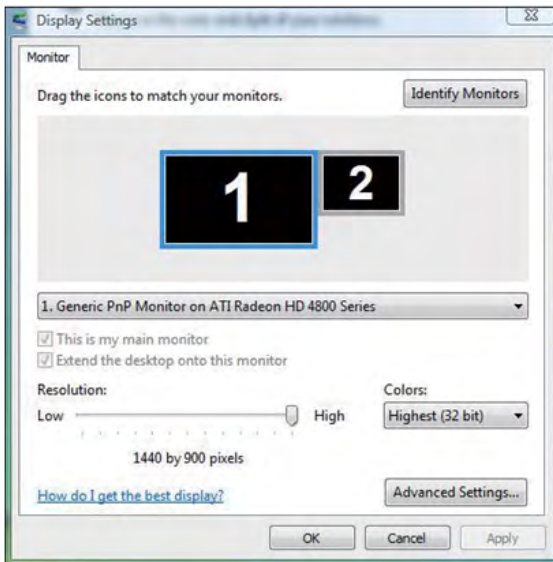 Display Settings
Monitor
Drag the icons to match your monitors.
Identify Monitors
1
2
1. Generic PnP Monitor on ATI Radeon HD 4800 Series
This is my main monitor
Extend the desktop onto this monitor
Resolution:
Colors:
Low
High
Highest (32 bit)
1440 by 900 pixels
How do I get the best display?
Advanced Settings...
OK
Cancel
Apply